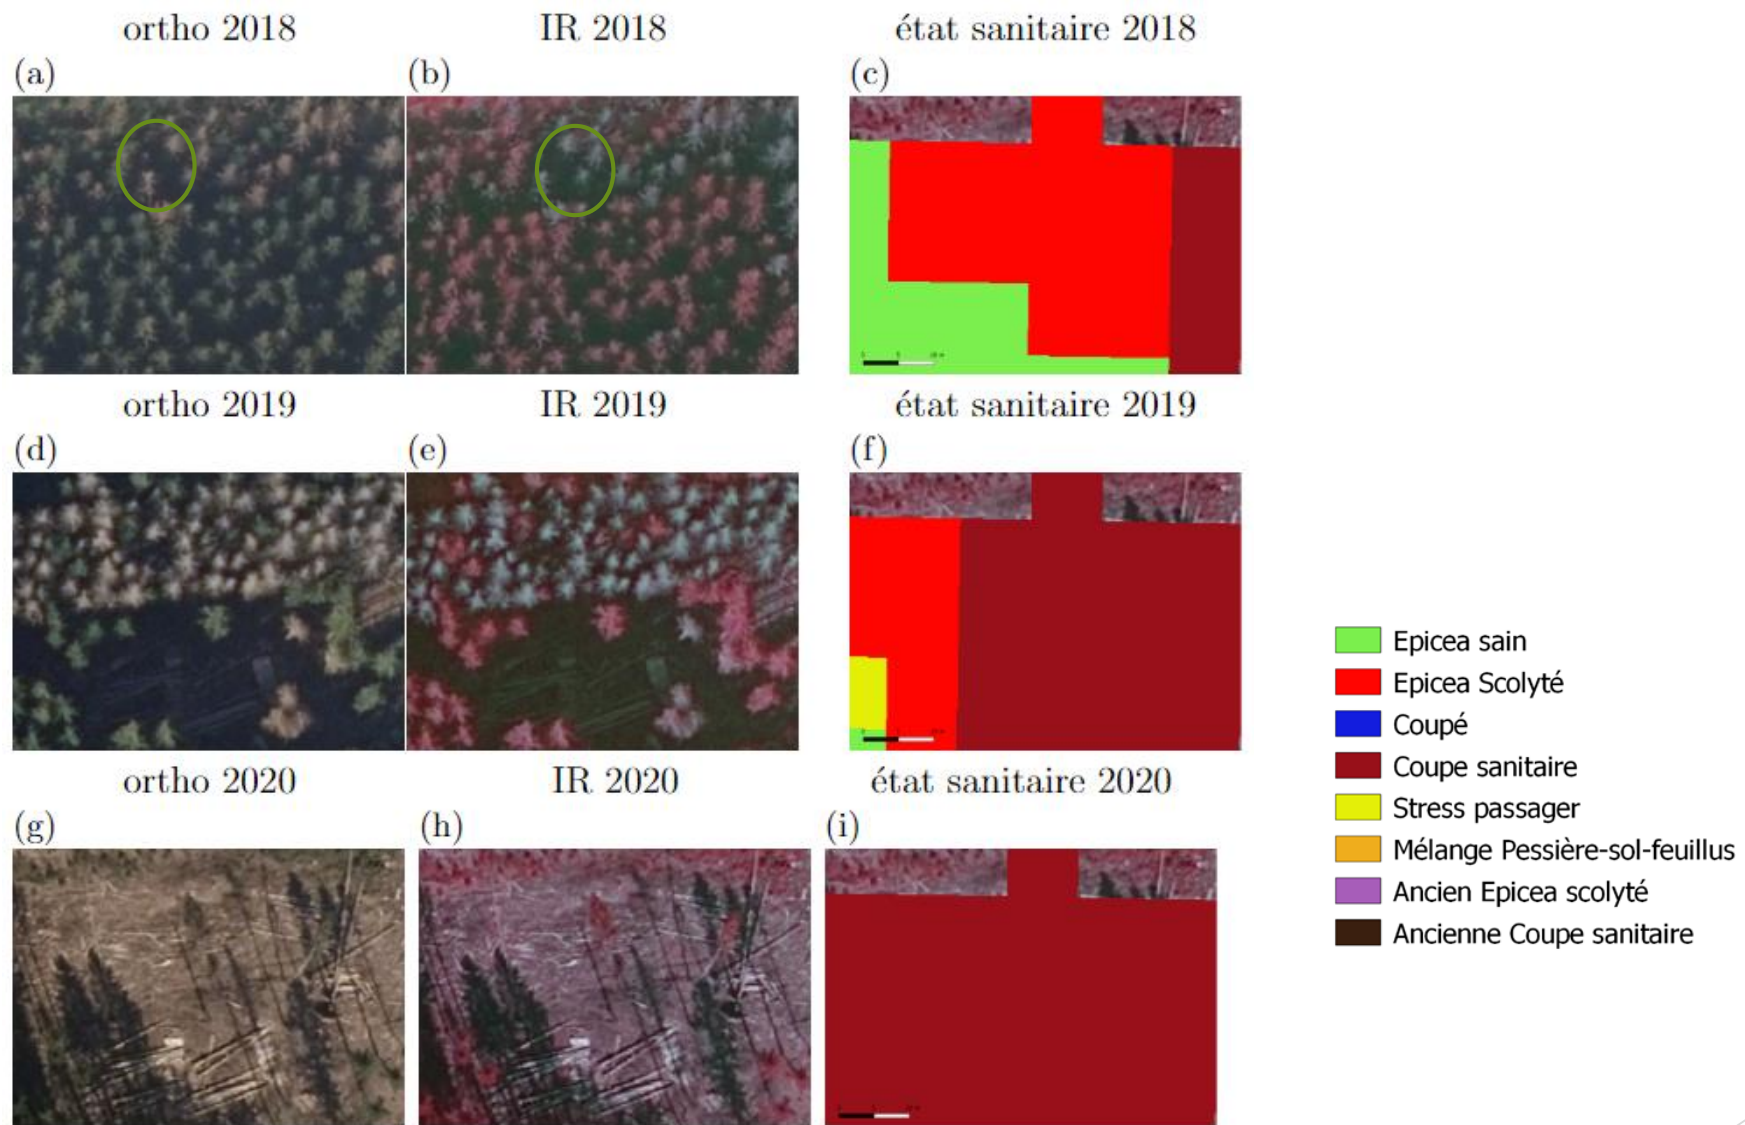 ortho 2018 IR 2018 état sanitaire 2018
(a) (b) (c)
ortho 2019 IR 2019 état sanitaire 2019
(d) (e) (f)
Epicea sain
Epicea Scolyté
Coupé
Coupe sanitaire
Stress passager
Mélange Pessière-sol-feuillus
Ancien Epicea scolyté
Ancienne Coupe sanitaire
ortho 2020 IR 2020 état sanitaire 2020
(g) (h) (i)